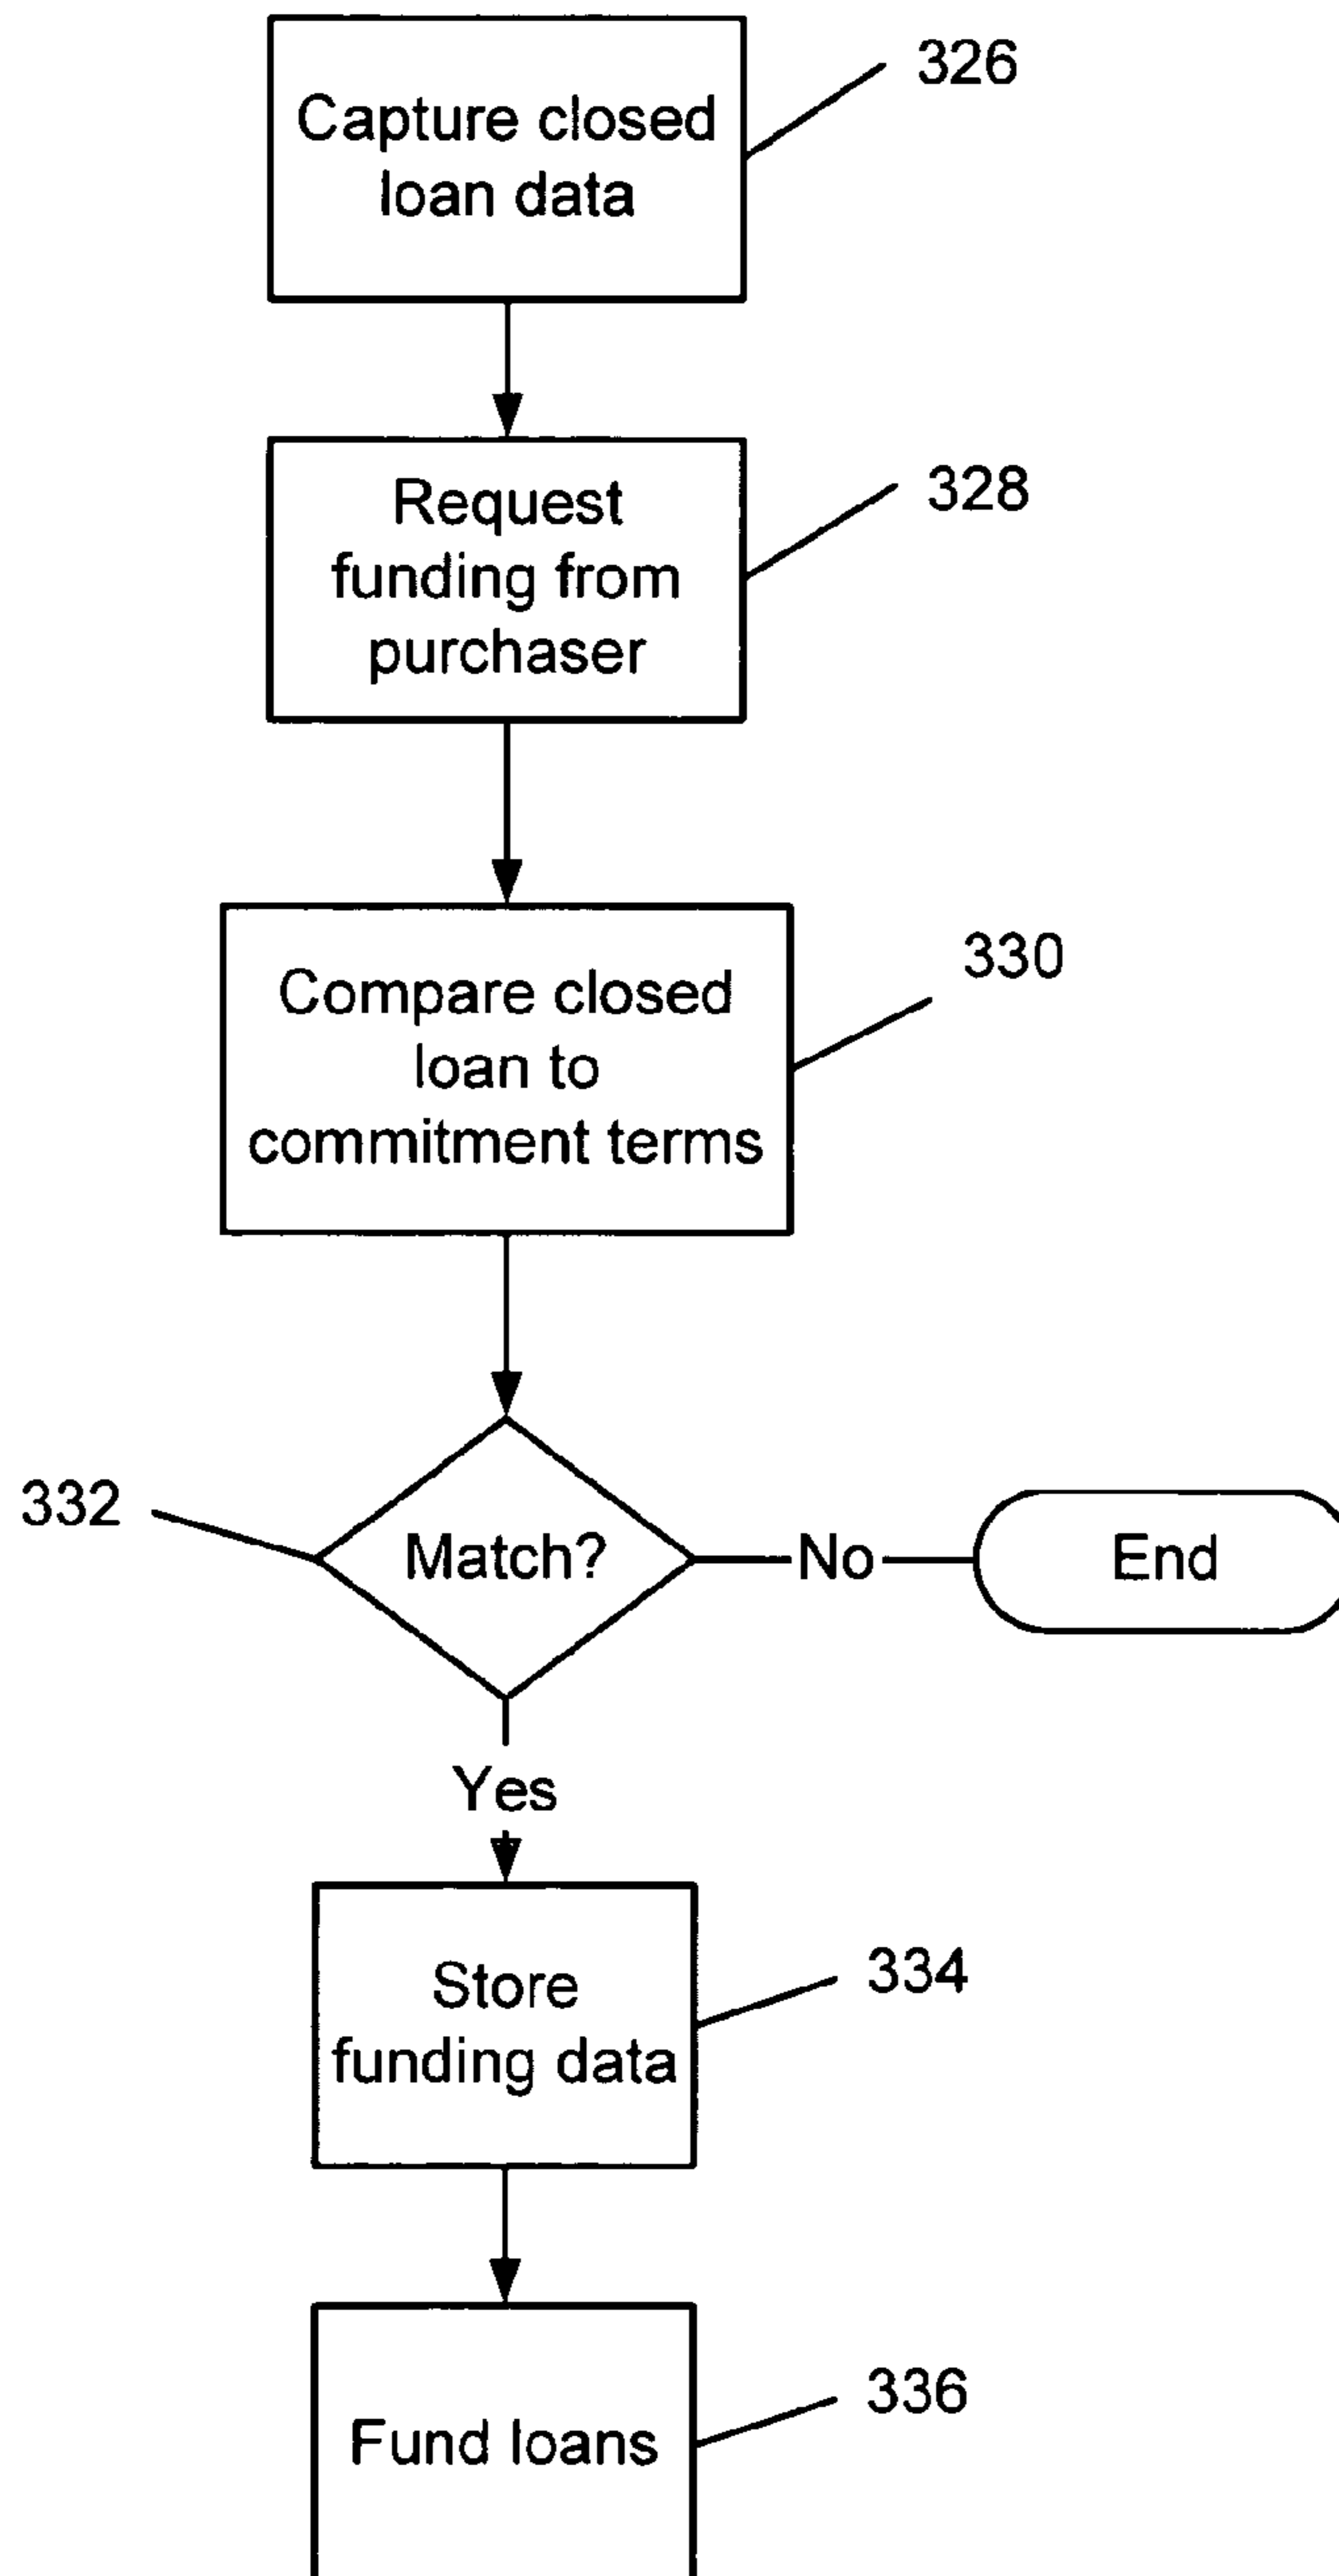 Capture closed
loan data
326
Request
funding from
purchaser
328
Compare closed
loan to
commitment terms
330
332
Match?
No
End
Yes
Store
funding data
334
Fund loans
336